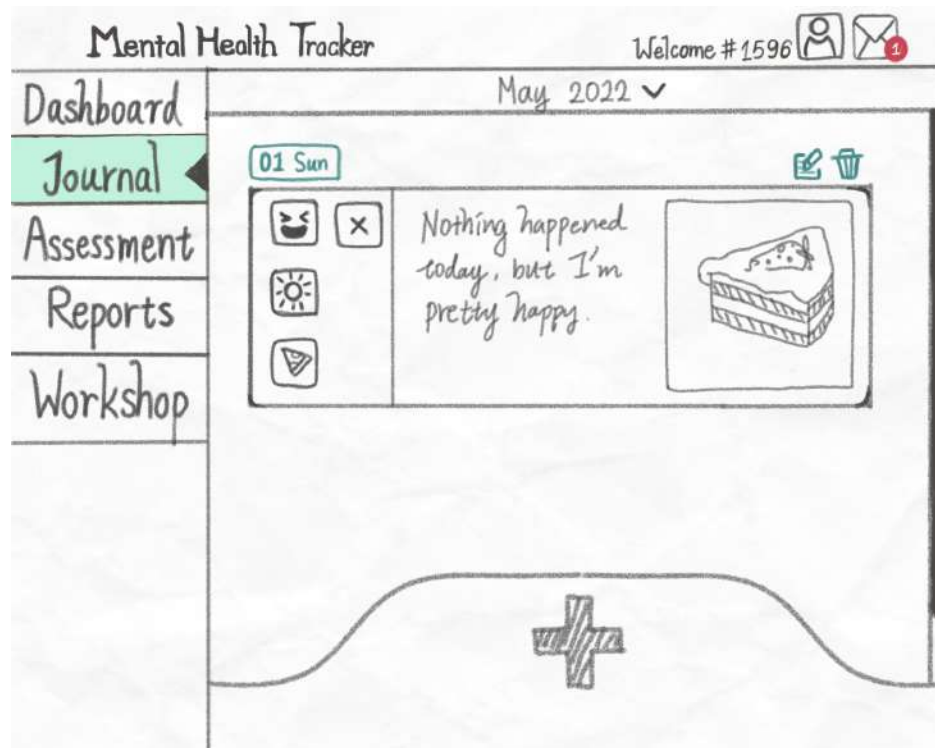 Mental Health Tracker
Welcome #1596
1
May 2022
Dashboard
Journal
Assessment
Reports
Workshop
01 Sun
Nothing happened
today, but I'm
pretty happy.